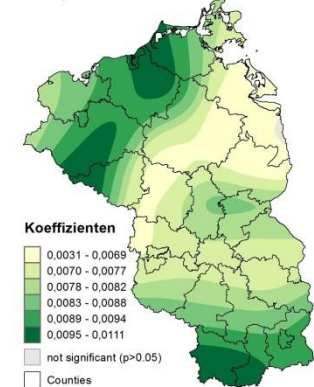 Koeffizienten
0,0031 - 0,0069
0,0070 - 0,0077
0,0078 - 0,0082
0,0083 - 0,0088
0,0089 - 0,0094
0,0095 - 0,0111
not significant (p>0.05)
Counties